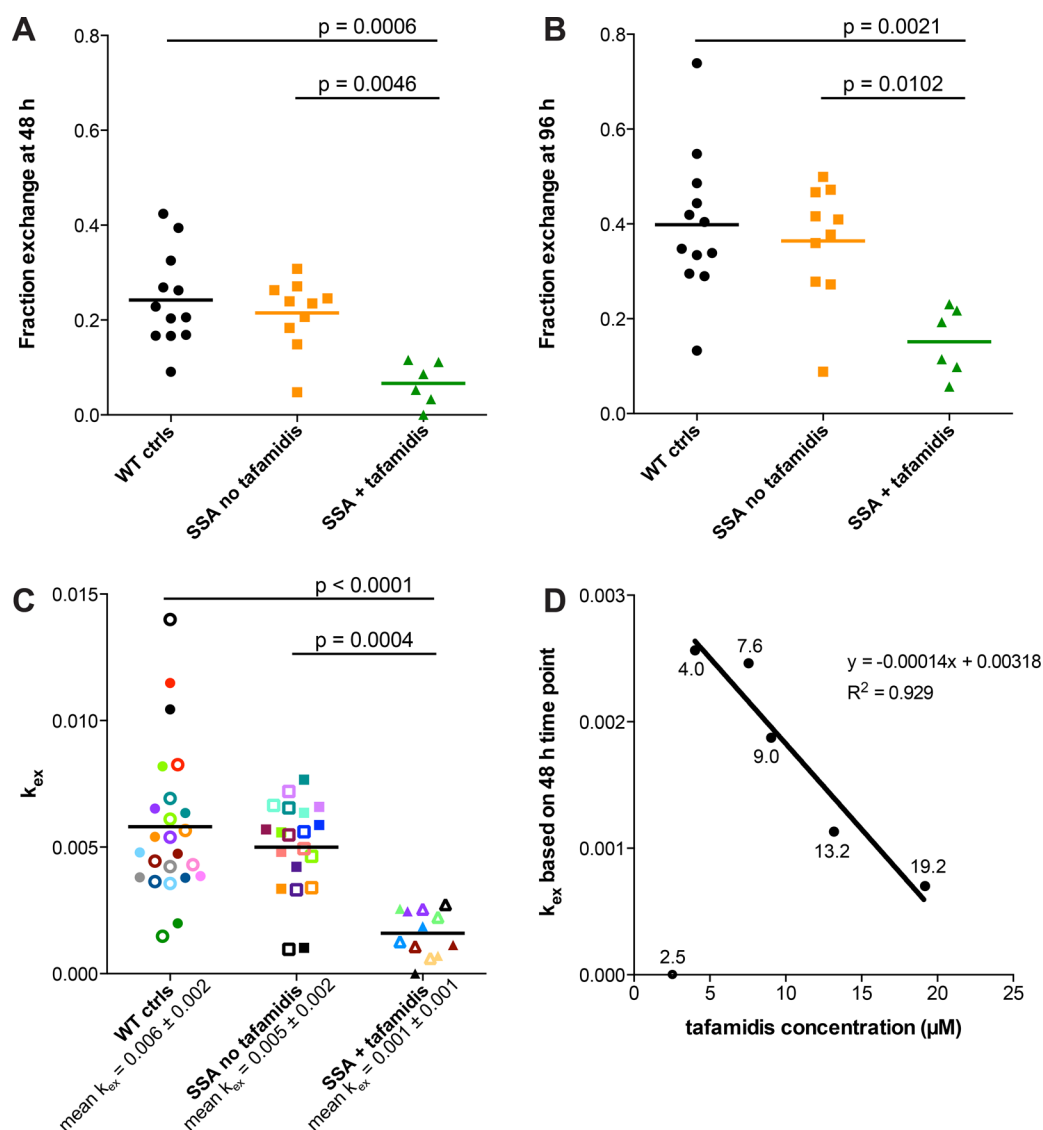 A
p = 0.0006
p = 0.0046
Fraction exchange at 48 h
0.8
0.6
0.4
0.2
0.0
WT ctrls
SSA no tafamidis
SSA + tafamidis
B
p = 0.0021
p = 0.0102
Fraction exchange at 96 h
0.8
0.6
0.4
0.2
0.0
WT ctrls
SSA no tafamidis
SSA + tafamidis
C
p < 0.0001
p = 0.0004
kex
0.015
0.010
0.005
0.000
WT ctrls
mean kex = 0.006 ± 0.002
SSA no tafamidis
mean kex = 0.005 ± 0.002
SSA + tafamidis
mean kex = 0.001 ± 0.001
D
kex based on 48 h time point
0.003
0.002
0.001
0.000
4.0
7.6
9.0
13.2
19.2
2.5
y = -0.00014x + 0.00318
R² = 0.929
0
5
10
15
20
25
tafamidis concentration (µM)